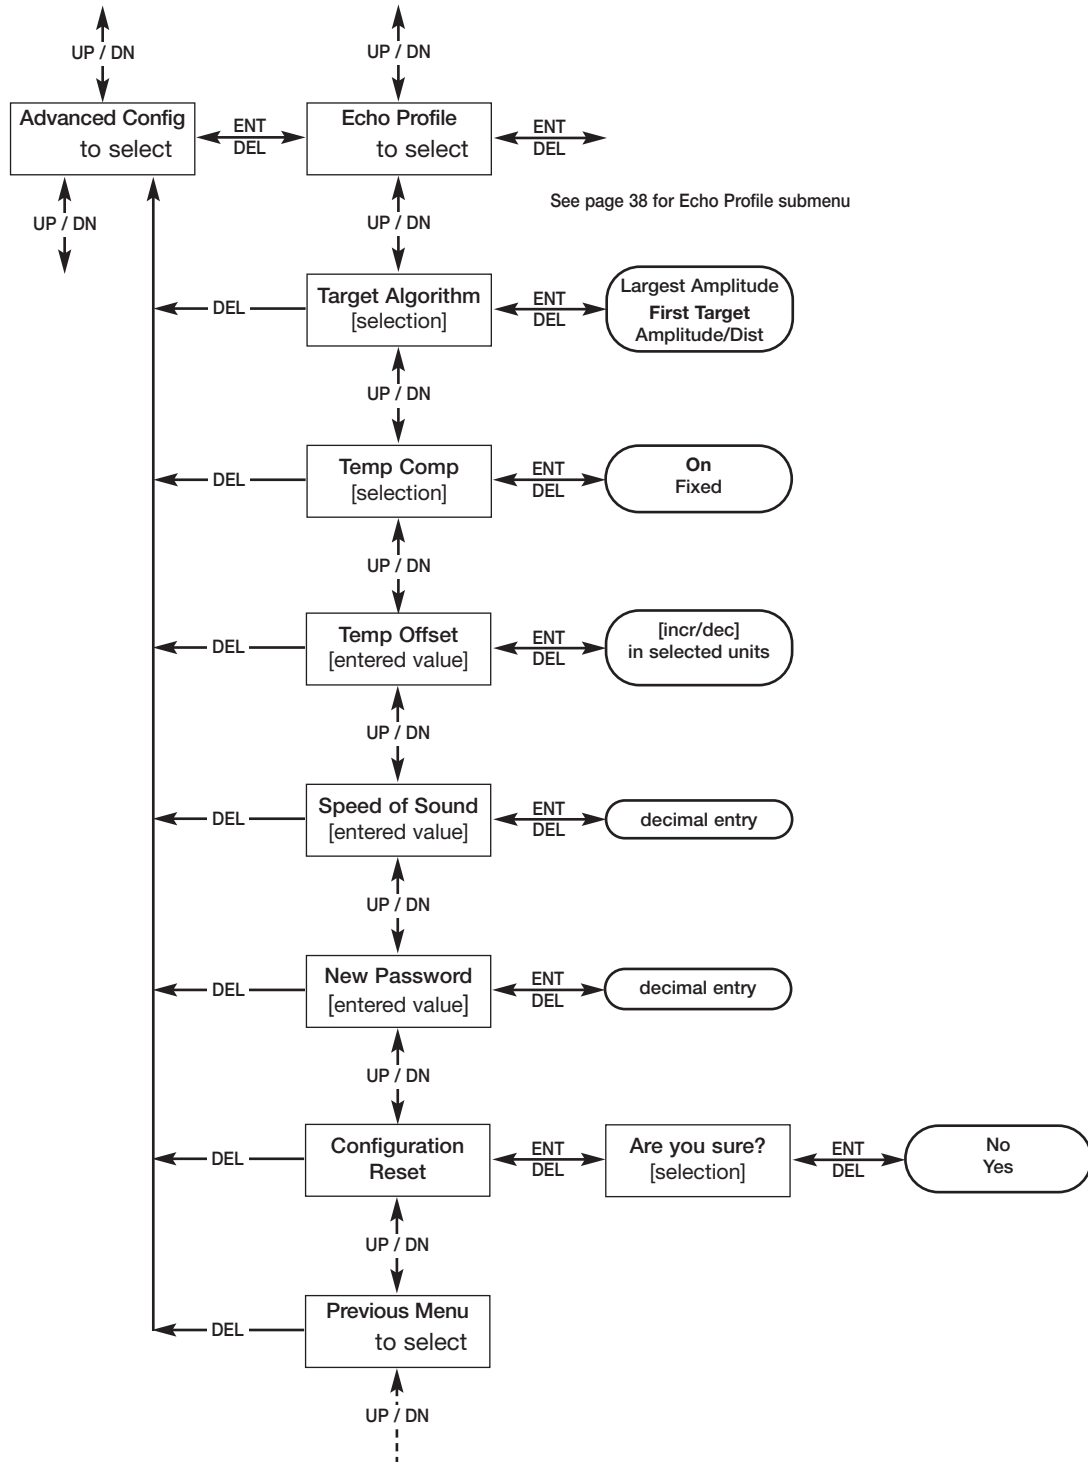 UP / DN
UP / DN
Advanced Config
to select
ENT
DEL
Echo Profile
to select
ENT
DEL
See page 38 for Echo Profile submenu
UP / DN
UP / DN
DEL
Target Algorithm
[selection]
ENT
DEL
Largest Amplitude
First Target
Amplitude/Dist
UP / DN
DEL
Temp Comp
[selection]
ENT
DEL
On
Fixed
UP / DN
DEL
Temp Offset
[entered value]
ENT
DEL
[incr/dec]
in selected units
UP / DN
DEL
Speed of Sound
[entered value]
ENT
DEL
decimal entry
UP / DN
DEL
New Password
[entered value]
ENT
DEL
decimal entry
UP / DN
DEL
Configuration
Reset
ENT
DEL
Are you sure?
[selection]
ENT
DEL
No
Yes
UP / DN
DEL
Previous Menu
to select
UP / DN